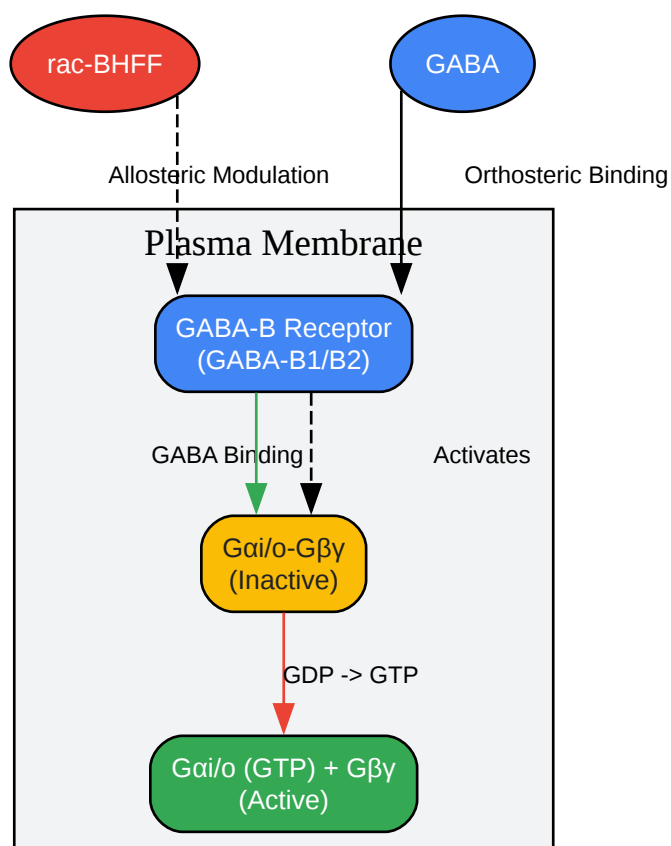 rac-BHFF
GABA
Allosteric Modulation
Orthosteric Binding
Plasma Membrane
GABA-B Receptor
(GABA-B1/B2)
GABA Binding
Activates
Gαi/o-Gβγ
(Inactive)
GDP -> GTP
Gαi/o (GTP) + Gβγ
(Active)